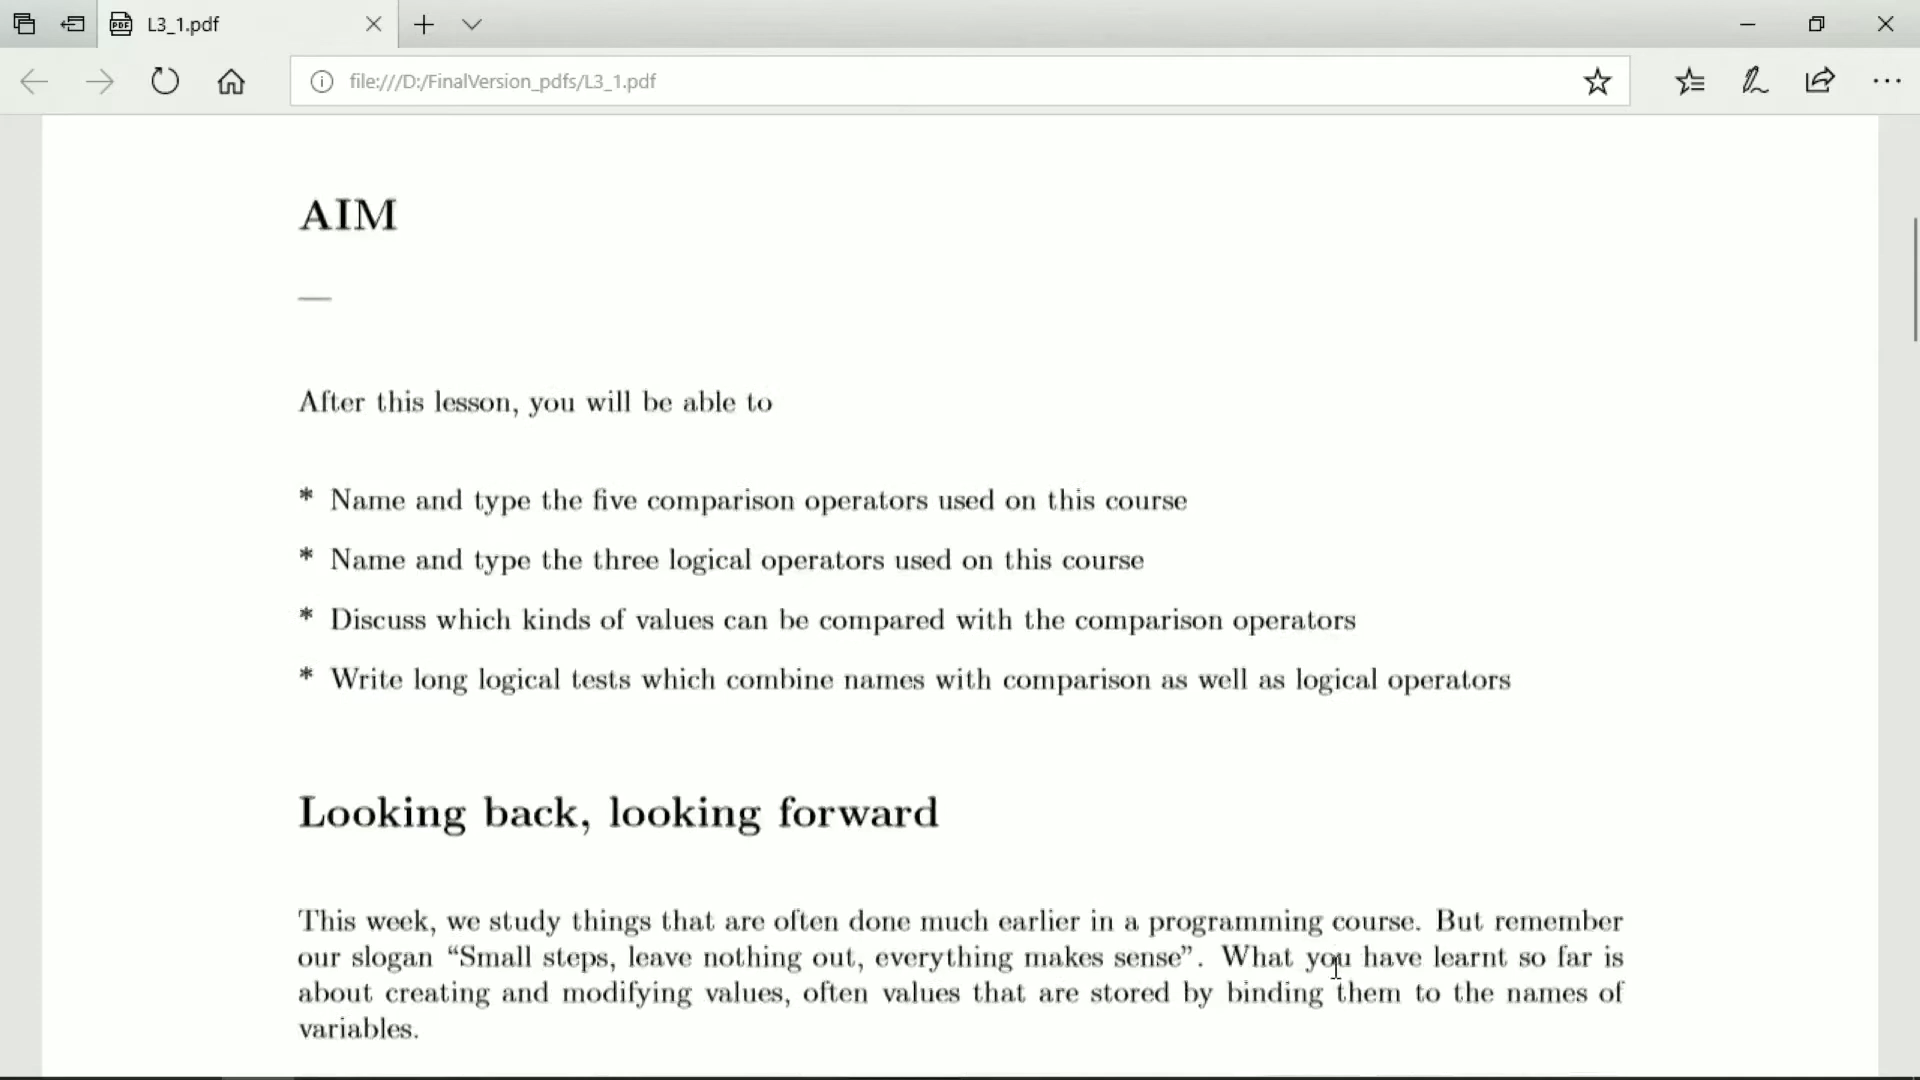 L3_1.pdf
file:///D:/FinalVersion_pdfs/L3_1.pdf
AIM
After this lesson, you will be able to
* Name and type the five comparison operators used on this course
* Name and type the three logical operators used on this course
* Discuss which kinds of values can be compared with the comparison operators
* Write long logical tests which combine names with comparison as well as logical operators
Looking back, looking forward
This week, we study things that are often done much earlier in a programming course. But remember
our slogan “Small steps, leave nothing out, everything makes sense”. What you have learnt so far is
about creating and modifying values, often values that are stored by binding them to the names of
variables.